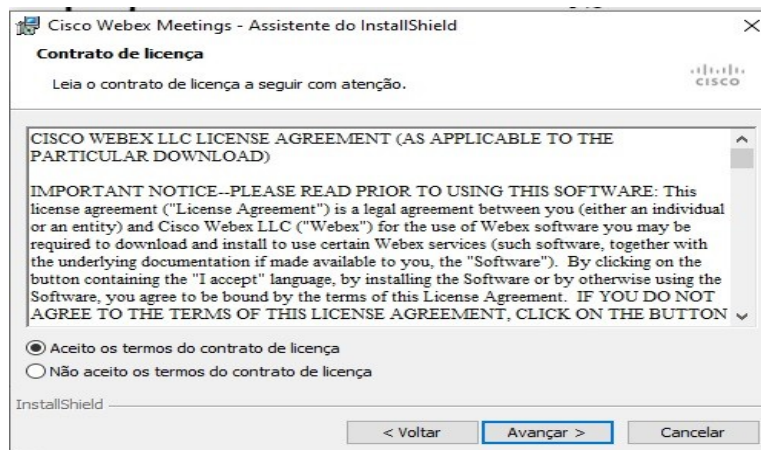 Cisco Webex Meetings - Assistente do InstallShield
Contrato de licença
Leia o contrato de licença a seguir com atenção.
CISCO
CISCO WEBEX LLC LICENSE AGREEMENT (AS APPLICABLE TO THE
PARTICULAR DOWNLOAD)
IMPORTANT NOTICE--PLEASE READ PRIOR TO USING THIS SOFTWARE: This
license agreement ("License Agreement") is a legal agreement between you (either an individual
or an entity) and Cisco Webex LLC ("Webex") for the use of Webex software you may be
required to download and install to use certain Webex services (such software, together with
the underlying documentation if made available to you, the "Software").  By clicking on the
button containing the "I accept" language, by installing the Software or by otherwise using the
Software, you agree to be bound by the terms of this License Agreement.  IF YOU DO NOT
AGREE TO THE TERMS OF THIS LICENSE AGREEMENT, CLICK ON THE BUTTON
Aceito os termos do contrato de licença
Não aceito os termos do contrato de licença
InstallShield
< Voltar
Avançar >
Cancelar